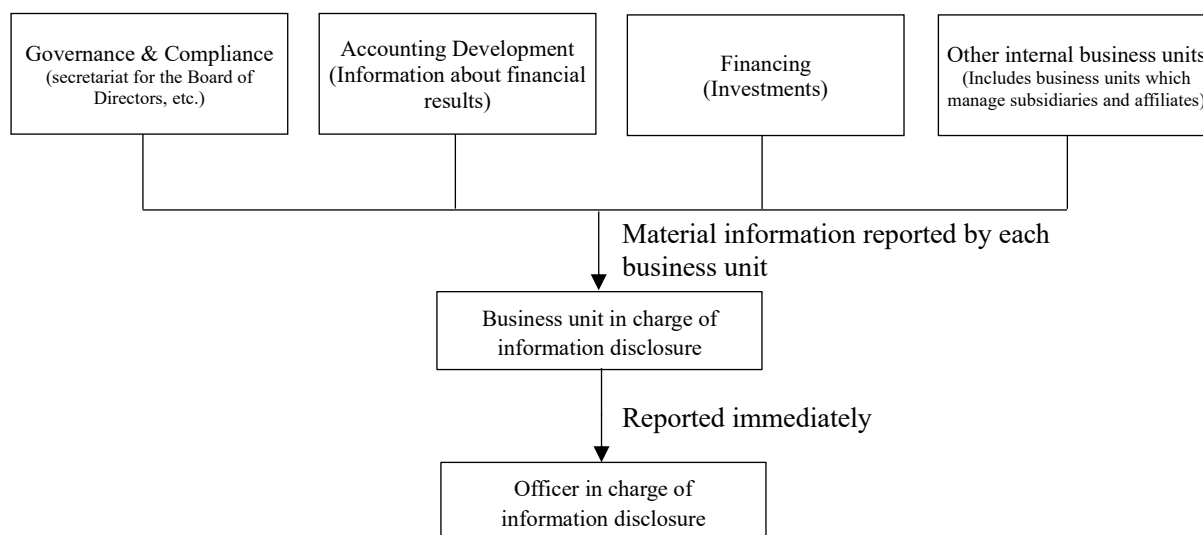 Governance & Compliance
(secretariat for the Board of
Directors, etc.)
Accounting Development
(Information about financial
results)
Financing
(Investments)
Other internal business units
(Includes business units which
manage subsidiaries and affiliates)
Material information reported by each
business unit
Business unit in charge of
information disclosure
Reported immediately
Officer in charge of
information disclosure